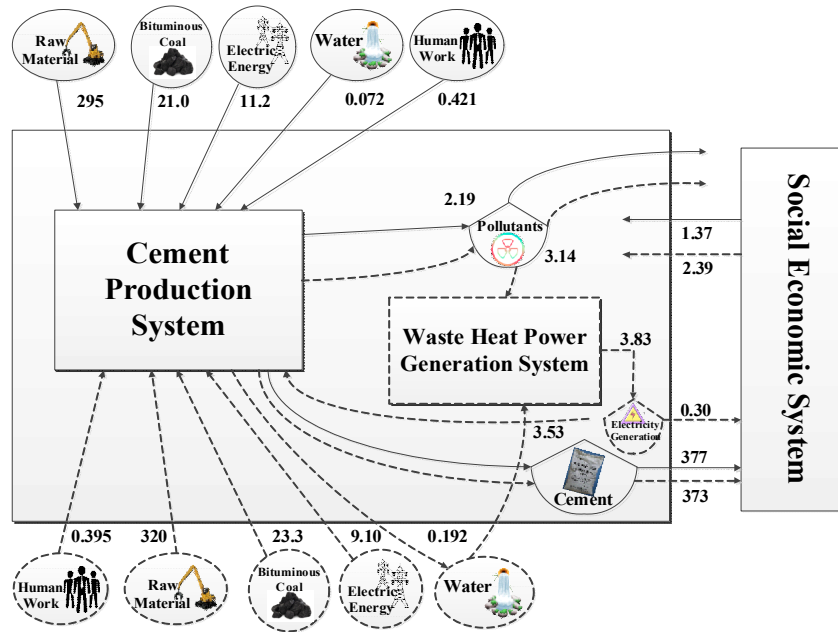 Raw
Material
Bituminous
Coal
Electric
Energy
Water
Human
Work
295
21.0
11.2
0.072
0.421
Cement
Production
System
2.19
Pollutants
3.14
1.37
2.39
Social Economic System
Waste Heat Power
Generation System
3.83
Electricity
Generation
0.30
3.53
Cement
377
373
0.395
320
23.3
9.10
0.192
Human
Work
Raw
Material
Bituminous
Coal
Electric
Energy
Water